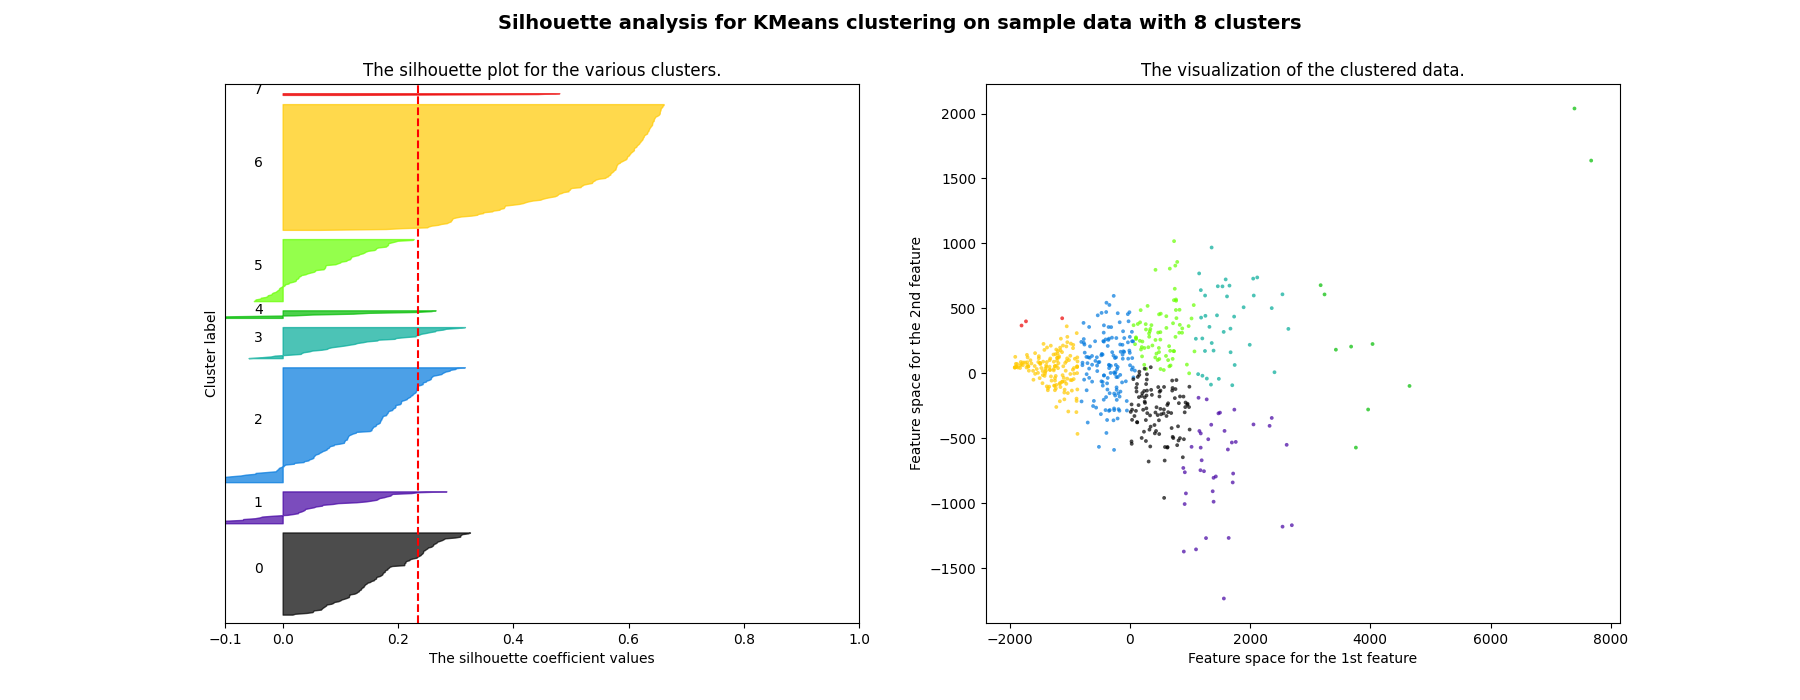 Silhouette analysis for KMeans clustering on sample data with 8 clusters
The silhouette plot for the various clusters.
7
6
5
4
3
2
1
0
Cluster label
−0.1 0.0 0.2 0.4 0.6 0.8 1.0
The silhouette coefficient values
The visualization of the clustered data.
2000
1500
1000
500
0
−500
−1000
−1500
Feature space for the 2nd feature
−2000 0 2000 4000 6000 8000
Feature space for the 1st feature